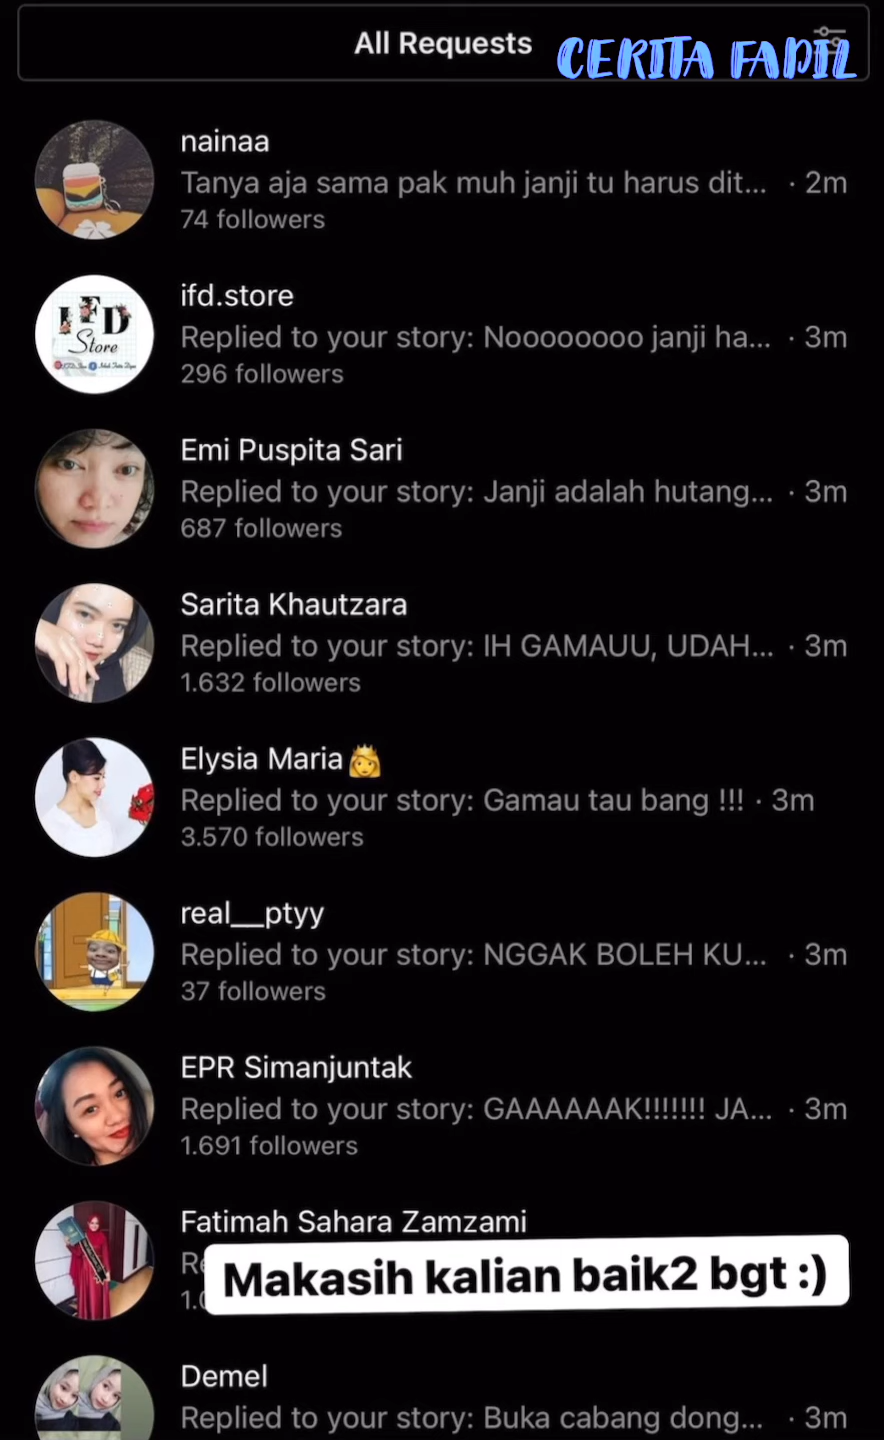 All Requests
CERITA FADIL
nainaa
Tanya aja sama pak muh janji tu harus dit... · 2m
74 followers
IFD
Store
ifd.store
Replied to your story: Noooooooo janji ha... · 3m
296 followers
Emi Puspita Sari
Replied to your story: Janji adalah hutang... · 3m
687 followers
Sarita Khautzara
Replied to your story: IH GAMAUU, UDAH... · 3m
1.632 followers
Elysia Maria👸
Replied to your story: Gamau tau bang !!! · 3m
3.570 followers
real__ptyy
Replied to your story: NGGAK BOLEH KU... · 3m
37 followers
EPR Simanjuntak
Replied to your story: GAAAAAAK!!!!!!! JA... · 3m
1.691 followers
Fatimah Sahara Zamzami
Makasih kalian baik2 bgt :)
Demel
Replied to your story: Buka cabang dong... · 3m